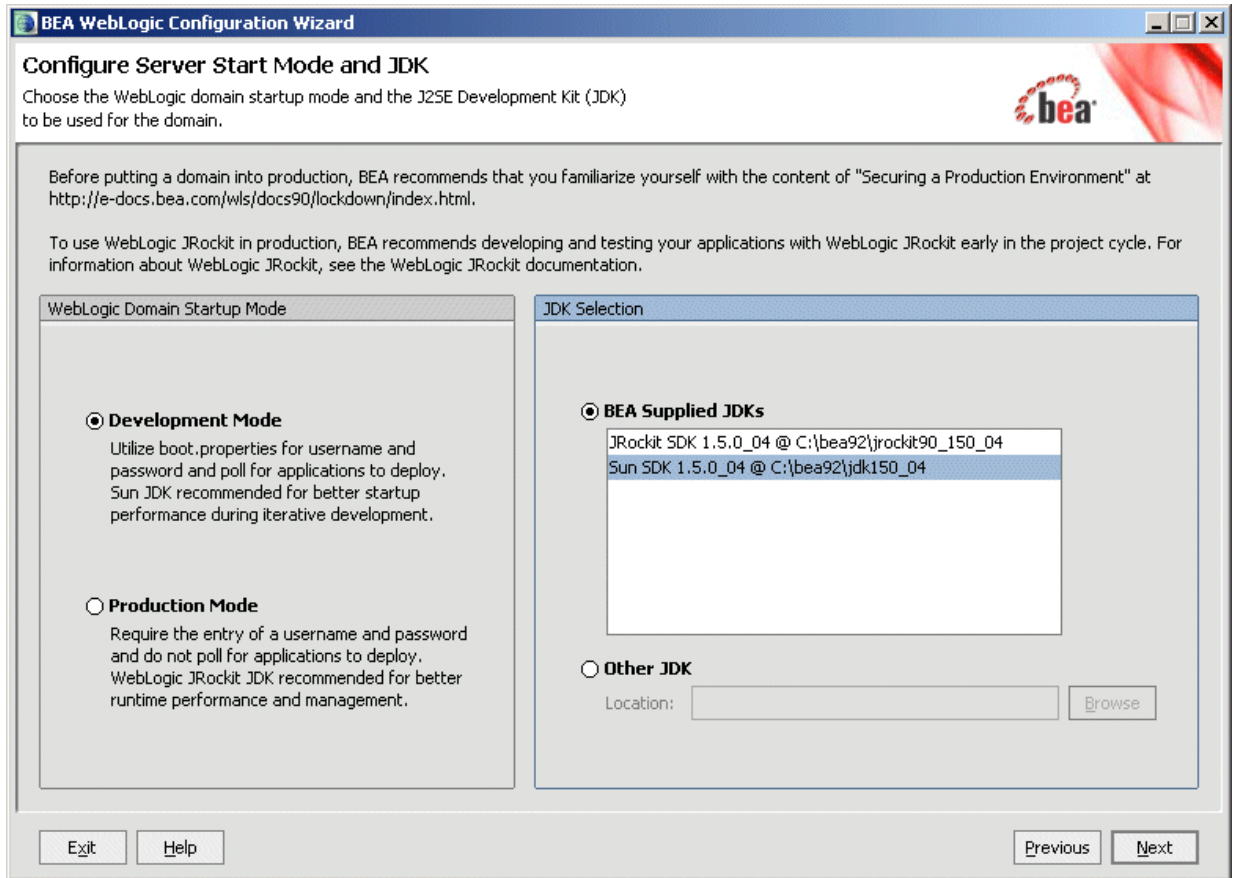 BEA WebLogic Configuration Wizard
Configure Server Start Mode and JDK
Choose the WebLogic domain startup mode and the J2SE Development Kit (JDK)
to be used for the domain.
bea
Before putting a domain into production, BEA recommends that you familiarize yourself with the content of "Securing a Production Environment" at
http://e-docs.bea.com/wls/docs90/lockdown/index.html.
To use WebLogic JRockit in production, BEA recommends developing and testing your applications with WebLogic JRockit early in the project cycle. For
information about WebLogic JRockit, see the WebLogic JRockit documentation.
WebLogic Domain Startup Mode
Development Mode
Utilize boot.properties for username and
password and poll for applications to deploy.
Sun JDK recommended for better startup
performance during iterative development.
Production Mode
Require the entry of a username and password
and do not poll for applications to deploy.
WebLogic JRockit JDK recommended for better
runtime performance and management.
JDK Selection
BEA Supplied JDKs
JRockit SDK 1.5.0_04 @ C:\bea92\jrockit90_150_04
Sun SDK 1.5.0_04 @ C:\bea92\jdk150_04
Other JDK
Location:
Browse
Exit
Help
Previous
Next